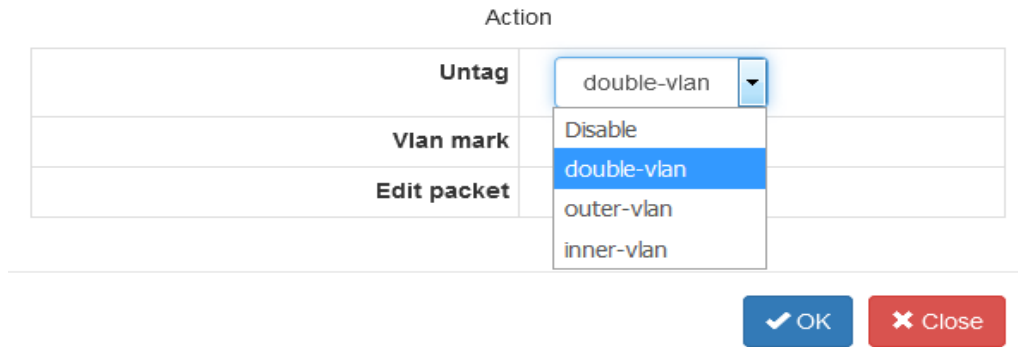 Action
Untag
double-vlan
Disable
Vlan mark
double-vlan
Edit packet
outer-vlan
inner-vlan
OK
Close